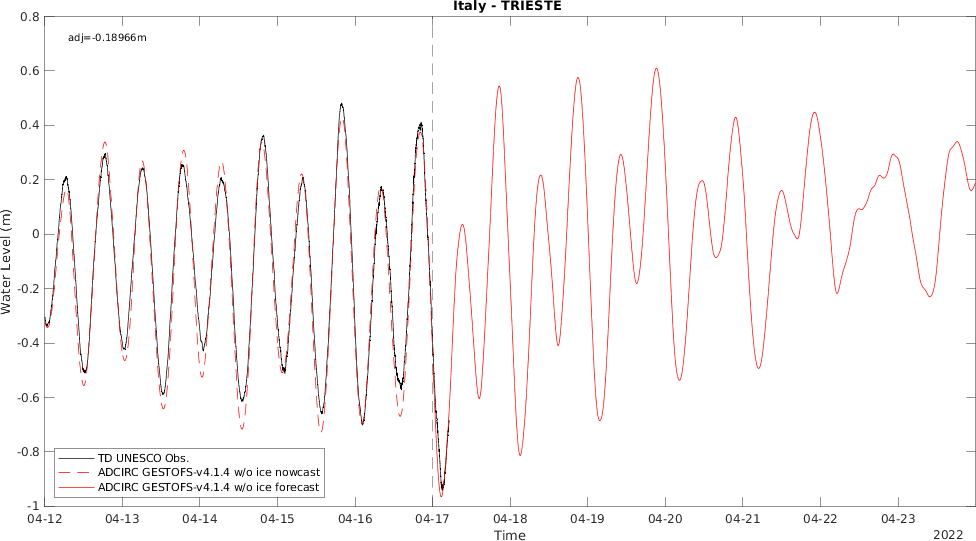 Italy - TRIESTE
adj=-0.18966m
0.8
0.6
0.4
0.2
0
-0.2
-0.4
-0.6
-0.8
-1
Water Level (m)
TD UNESCO Obs.
ADCIRC GESTOFS-v4.1.4 w/o ice nowcast
ADCIRC GESTOFS-v4.1.4 w/o ice forecast
04-12 04-13 04-14 04-15 04-16 04-17 04-18 04-19 04-20 04-21 04-22 04-23
Time
2022